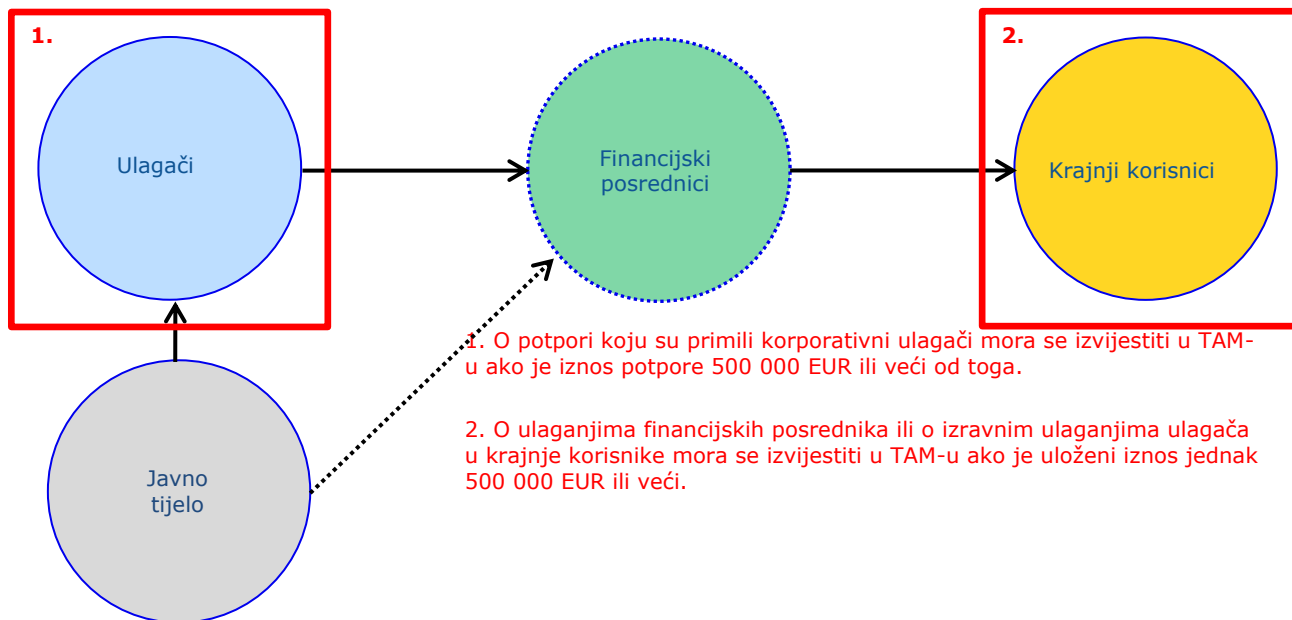 1.
2.
Ulagači
Financijski
posrednici
Krajnji korisnici
1. O potpori koju su primili korporativni ulagači mora se izvijestiti u TAM-
u ako je iznos potpore 500 000 EUR ili veći od toga.
2. O ulaganjima financijskih posrednika ili o izravnim ulaganjima ulagača
u krajnje korisnike mora se izvijestiti u TAM-u ako je uloženi iznos jednak
500 000 EUR ili veći.
Javno
tijelo